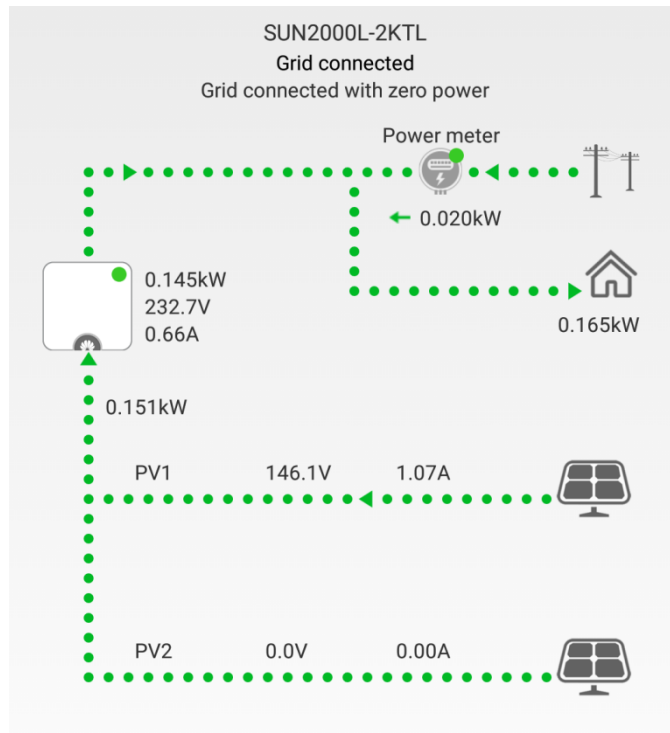 SUN2000L-2KTL
Grid connected
Grid connected with zero power
Power meter
0.020kW
0.145kW
232.7V
0.66A
0.165kW
0.151kW
PV1 146.1V 1.07A
PV2 0.0V 0.00A